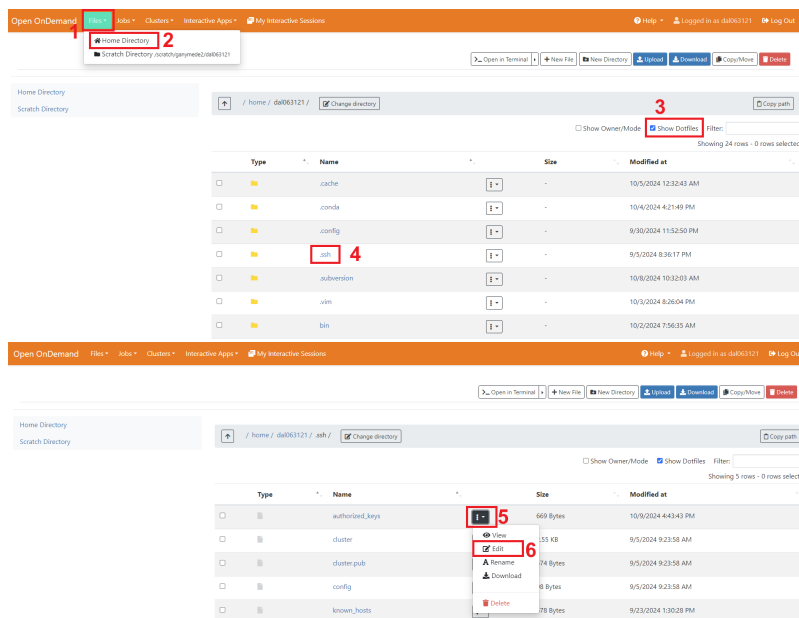 Open OnDemand Files Jobs Clusters Interactive Apps My Interactive Sessions Help Logged in as dal063121 Log Out
1
Home Directory 2
Scratch Directory /scratch/ganymede2/dal063121
Open in Terminal New File New Directory Upload Download Copy/Move Delete
Home Directory
Scratch Directory
/ home / dal063121 / Change directory Copy path
3
Show Owner/Mode Show Dotfiles Filter:
Showing 24 rows - 0 rows selected
Type Name Size Modified at
.cache - 10/5/2024 12:32:43 AM
.conda - 10/4/2024 4:21:49 PM
.config - 9/30/2024 11:52:50 PM
.ssh 4 - 9/5/2024 8:36:17 PM
.subversion - 10/8/2024 10:32:03 AM
.vim - 10/3/2024 8:26:04 PM
bin - 10/2/2024 7:56:35 AM
Open OnDemand Files Jobs Clusters Interactive Apps My Interactive Sessions Help Logged in as dal063121 Log Ou
Open in Terminal New File New Directory Upload Download Copy/Move Delete
Home Directory
Scratch Directory
/ home / dal063121 / .ssh / Change directory Copy path
Show Owner/Mode Show Dotfiles Filter:
Showing 5 rows - 0 rows select
Type Name Size Modified at
authorized_keys 5 669 Bytes 10/9/2024 4:43:43 PM
View
cluster .55 KB 9/5/2024 9:23:58 AM
Edit 6
cluster.pub 74 Bytes 9/5/2024 9:23:58 AM
Rename
Download
config 98 Bytes 9/5/2024 9:23:58 AM
Delete
known_hosts 78 Bytes 9/23/2024 1:30:28 PM